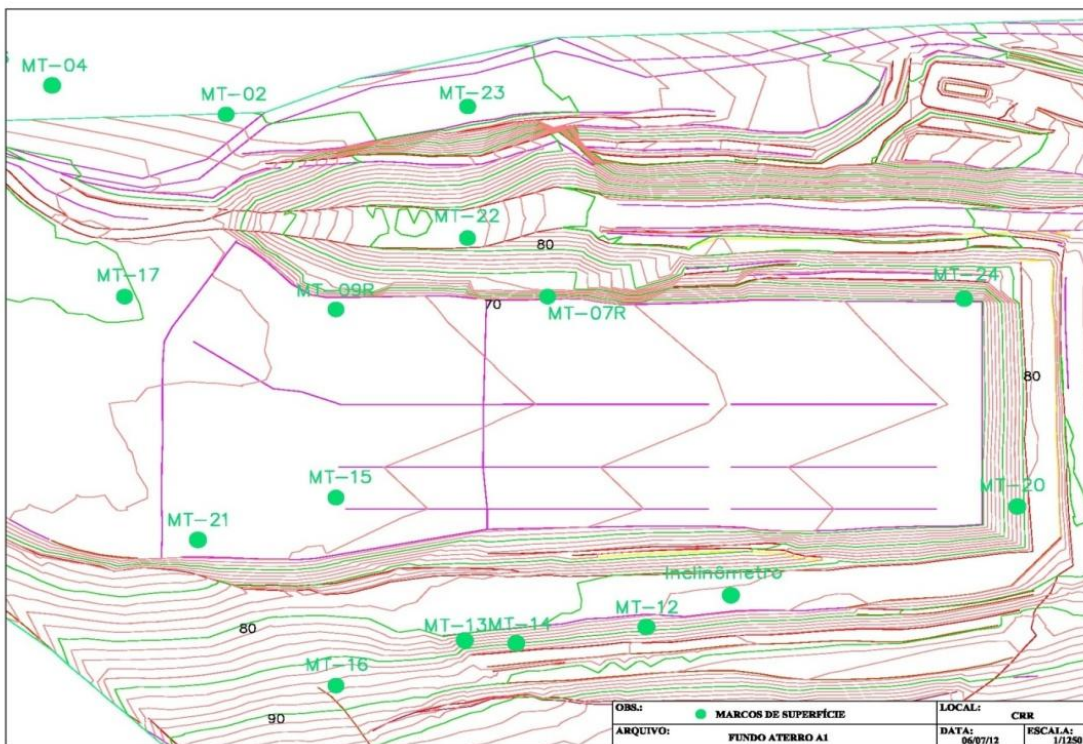 MT-04
MT-02
MT-23
MT-22
80
MT-17
MT-09R
70
MT-07R
MT-24
80
MT-15
MT-20
MT-21
Inclinômetro
MT-12
80
MT-13
MT-14
MT-16
90
OBS.:
MARCOS DE SUPERFÍCIE
LOCAL:
CRR
ARQUIVO:
FUNDO ATERRO A1
DATA:
06/07/12
ESCALA:
1/1250